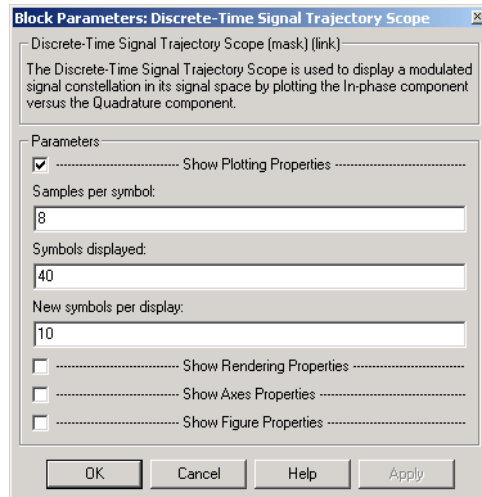 Block Parameters: Discrete-Time Signal Trajectory Scope
Discrete-Time Signal Trajectory Scope (mask) (link)
The Discrete-Time Signal Trajectory Scope is used to display a modulated
signal constellation in its signal space by plotting the In-phase component
versus the Quadrature component.
Parameters
------------------------------- Show Plotting Properties ---------------------------------
Samples per symbol:
8
Symbols displayed:
40
New symbols per display:
10
------------------------------- Show Rendering Properties ----------------------------
------------------------------- Show Axes Properties ------------------------------------
------------------------------- Show Figure Properties ----------------------------------
OK Cancel Help Apply